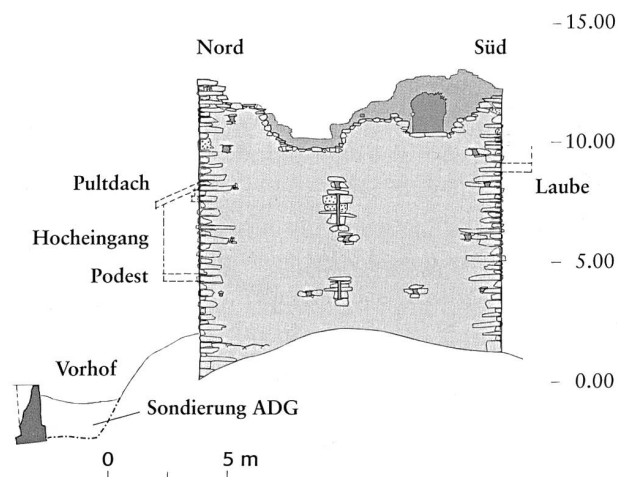 – 15.00
Nord Süd
– 10.00
Pultdach
Laube
Hocheingang
– 5.00
Podest
Vorhof
– 0.00
Sondierung ADG
0 5 m